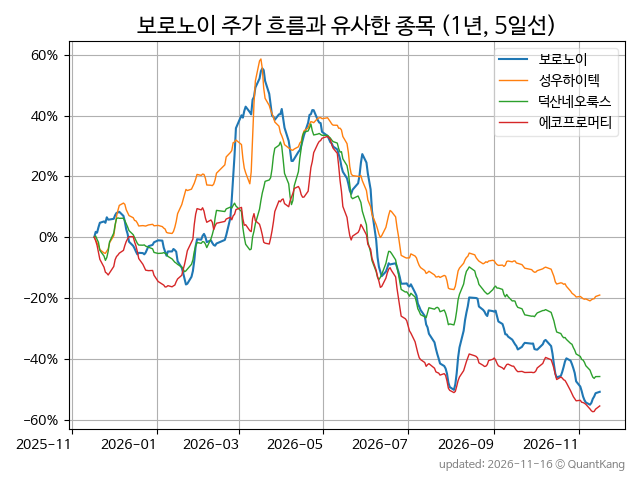 보로노이 주가 흐름과 유사한 종목 (1년, 5일선)
60%
40%
20%
0%
−20%
−40%
−60%
보로노이
성우하이텍
덕산네오룩스
에코프로머티
2025-11
2026-01
2026-03
2026-05
2026-07
2026-09
2026-11
updated: 2026-11-16 © QuantKang